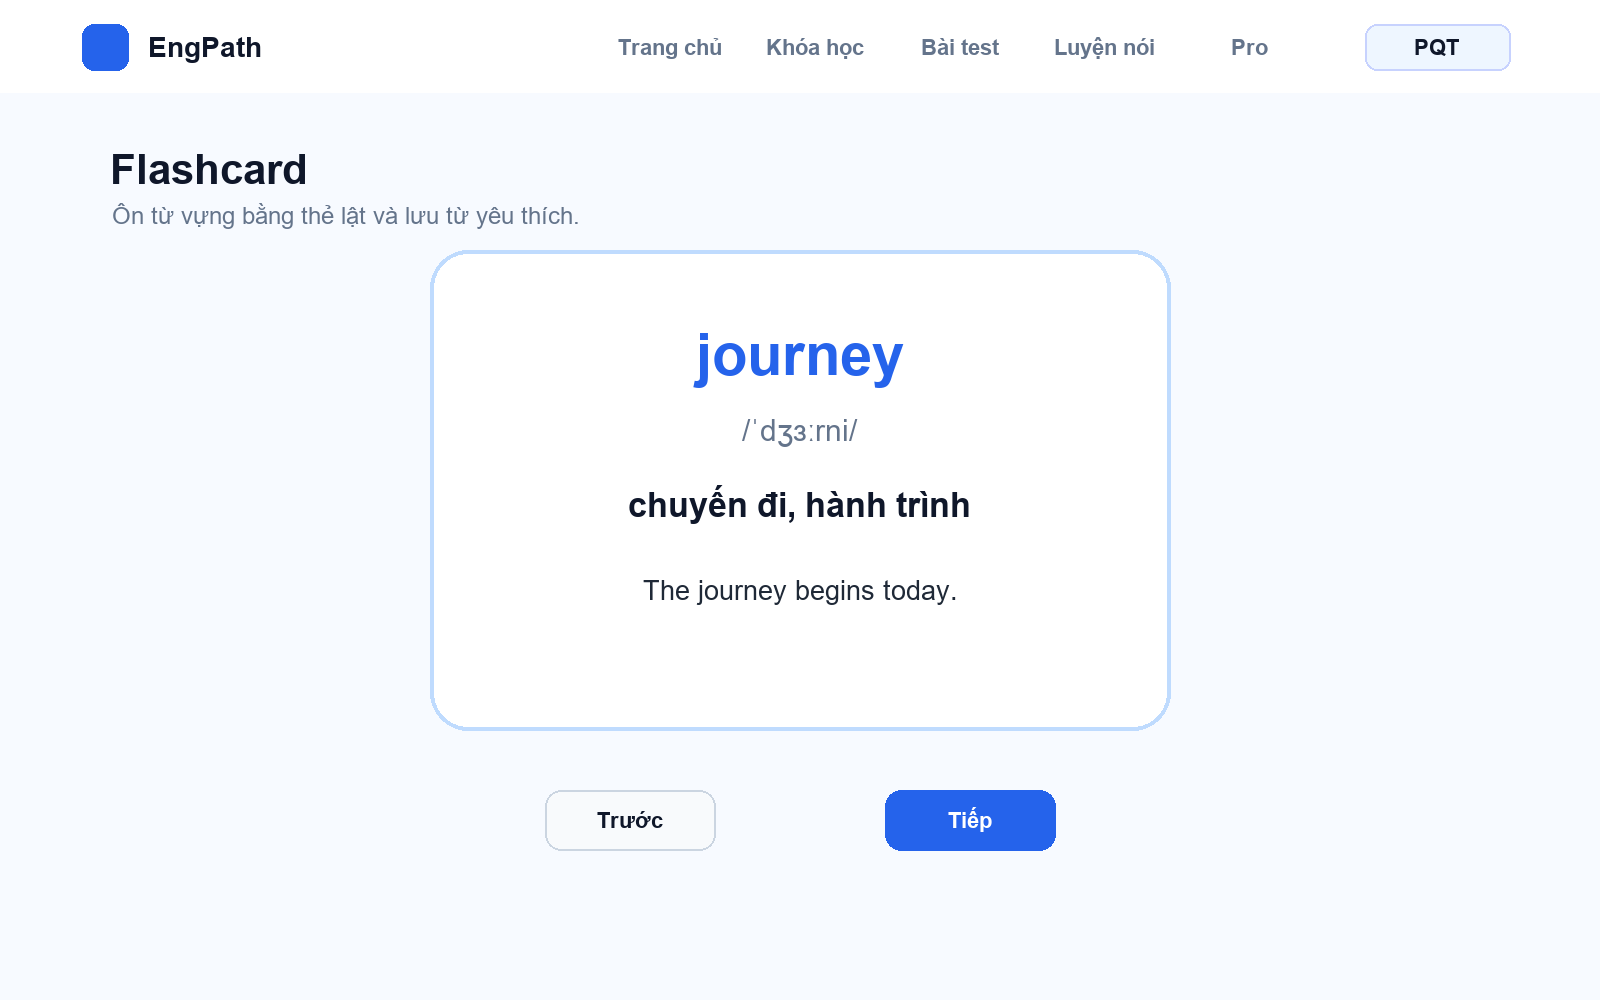 EngPath Trang chủ Khóa học Bài test Luyện nói Pro PQT
Flashcard
Ôn từ vựng bằng thẻ lật và lưu từ yêu thích.
journey
/ˈdʒɜːrni/
chuyến đi, hành trình
The journey begins today.
Trước Tiếp